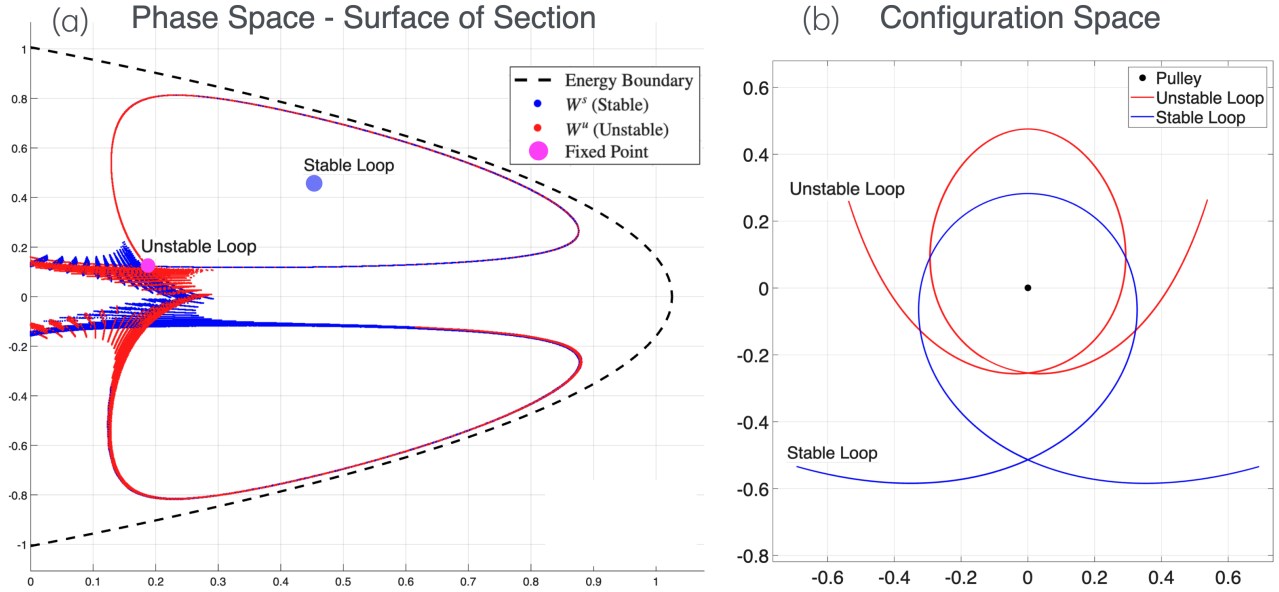 (a) Phase Space - Surface of Section
Energy Boundary
Wˢ (Stable)
Wᵘ (Unstable)
Fixed Point
Stable Loop
Unstable Loop
1
0.8
0.6
0.4
0.2
0
-0.2
-0.4
-0.6
-0.8
-1
0 0.1 0.2 0.3 0.4 0.5 0.6 0.7 0.8 0.9 1
(b) Configuration Space
Pulley
Unstable Loop
Stable Loop
Unstable Loop
Stable Loop
0.6
0.4
0.2
0
-0.2
-0.4
-0.6
-0.8
-0.6 -0.4 -0.2 0 0.2 0.4 0.6